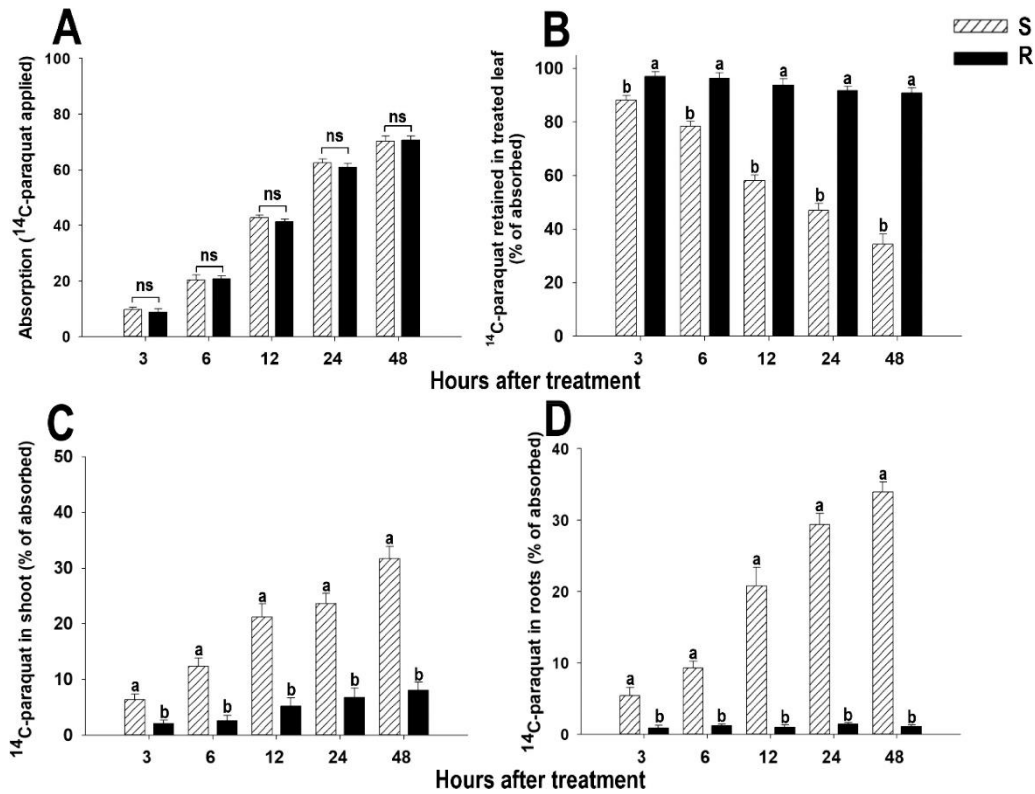 A
Absorption (¹⁴C-paraquat applied)
100
80
60
40
20
0
ns
ns
ns
ns
ns
3 6 12 24 48
B
S
R
¹⁴C-paraquat retained in treated leaf
(% of absorbed)
100
80
60
40
20
0
b a b a b a b a b a
3 6 12 24 48
Hours after treatment
C
¹⁴C-paraquat in shoot (% of absorbed)
50
40
30
20
10
0
a b a b a b a b a b
3 6 12 24 48
D
¹⁴C-paraquat in roots (% of absorbed)
40
30
20
10
0
a b a b a b a b a b
3 6 12 24 48
Hours after treatment